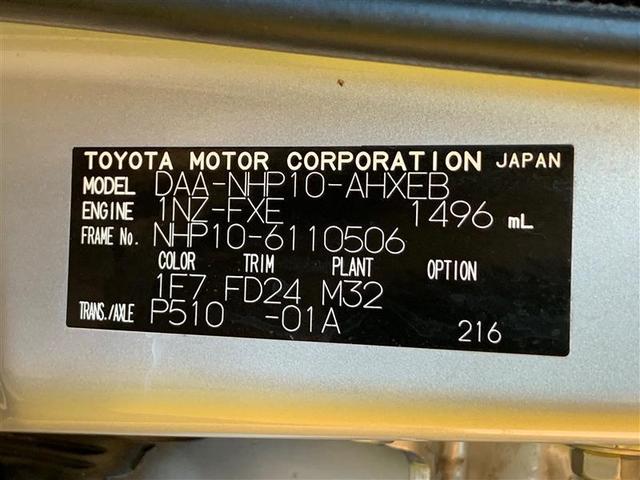 TOYOTA MOTOR CORPORATION JAPAN
MODEL DAA-NHP10-AHXEB
ENGINE 1NZ-FXE 1496 mL
FRAME No. NHP10-6110506
COLOR TRIM PLANT OPTION
1F7 FD24 M32
TRANS./AXLE P510 -01A 216